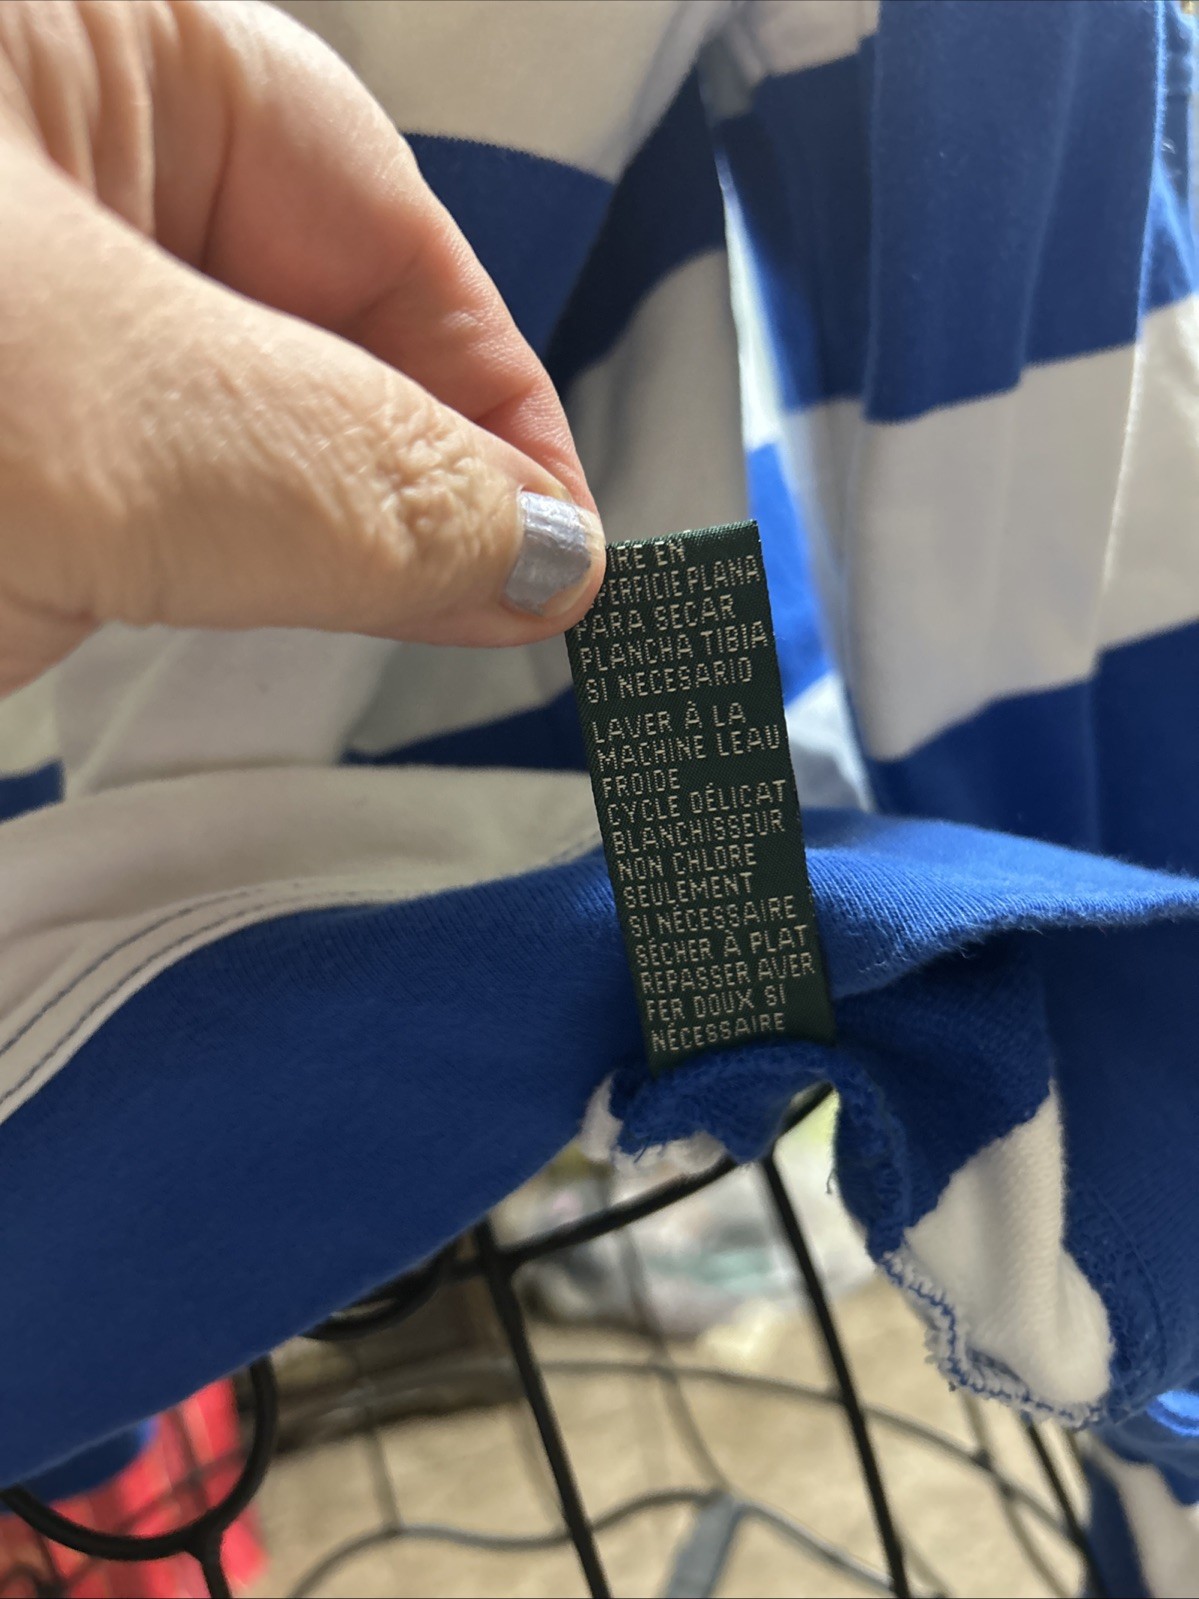 EN
PLANA
PARA SECAR
PLANCHA TIBIA
SI NECESARIO
LAVER À LA
MACHINE LEAU
FROIDE
CYCLE DÉLICAT
BLANCHISSEUR
NON CHLORE
SEULEMENT
SI NÉCESSAIRE
SÉCHER À PLAT
REPASSER AVER
FER DOUX SI
NÉCESSAIRE